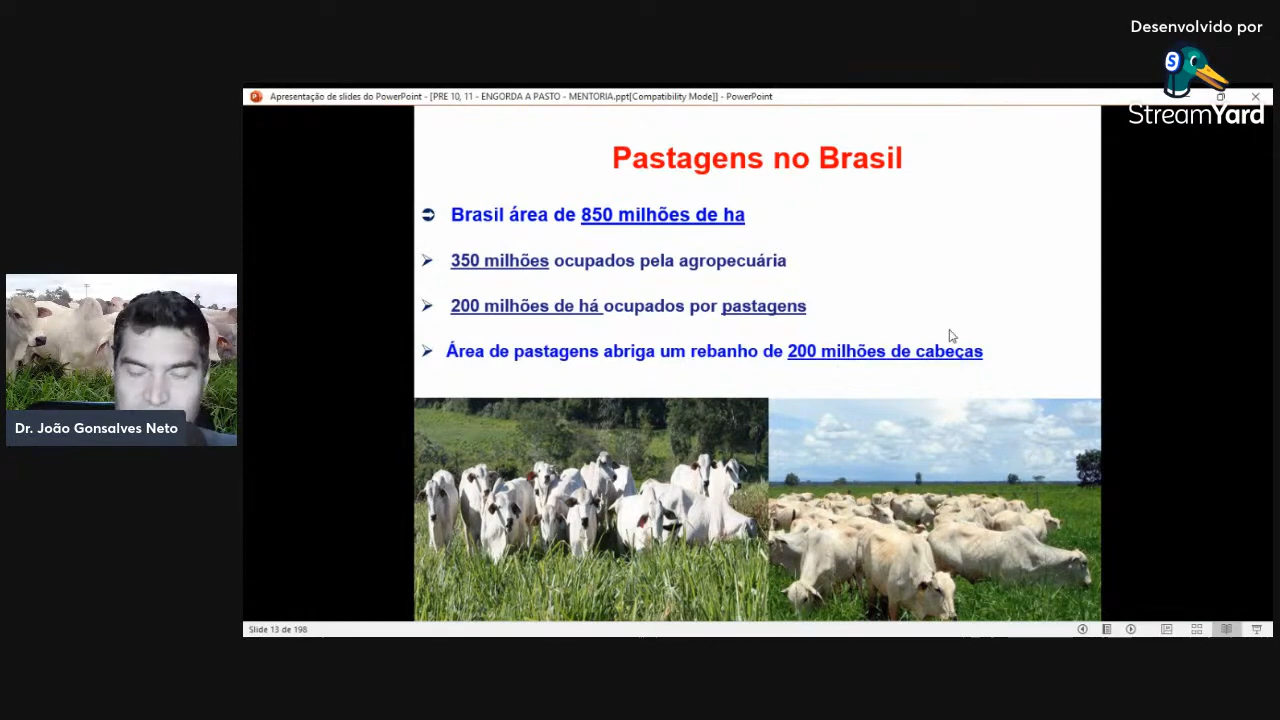 Desenvolvido por
StreamYard
Apresentação de slides do PowerPoint - [PRE 10, 11 - ENGORDA A PASTO - MENTORIA.ppt[Compatibility Mode]] - PowerPoint
Pastagens no Brasil
Brasil área de 850 milhões de ha
350 milhões ocupados pela agropecuária
200 milhões de há ocupados por pastagens
Área de pastagens abriga um rebanho de 200 milhões de cabeças
Dr. João Gonsalves Neto
Slide 13 de 198